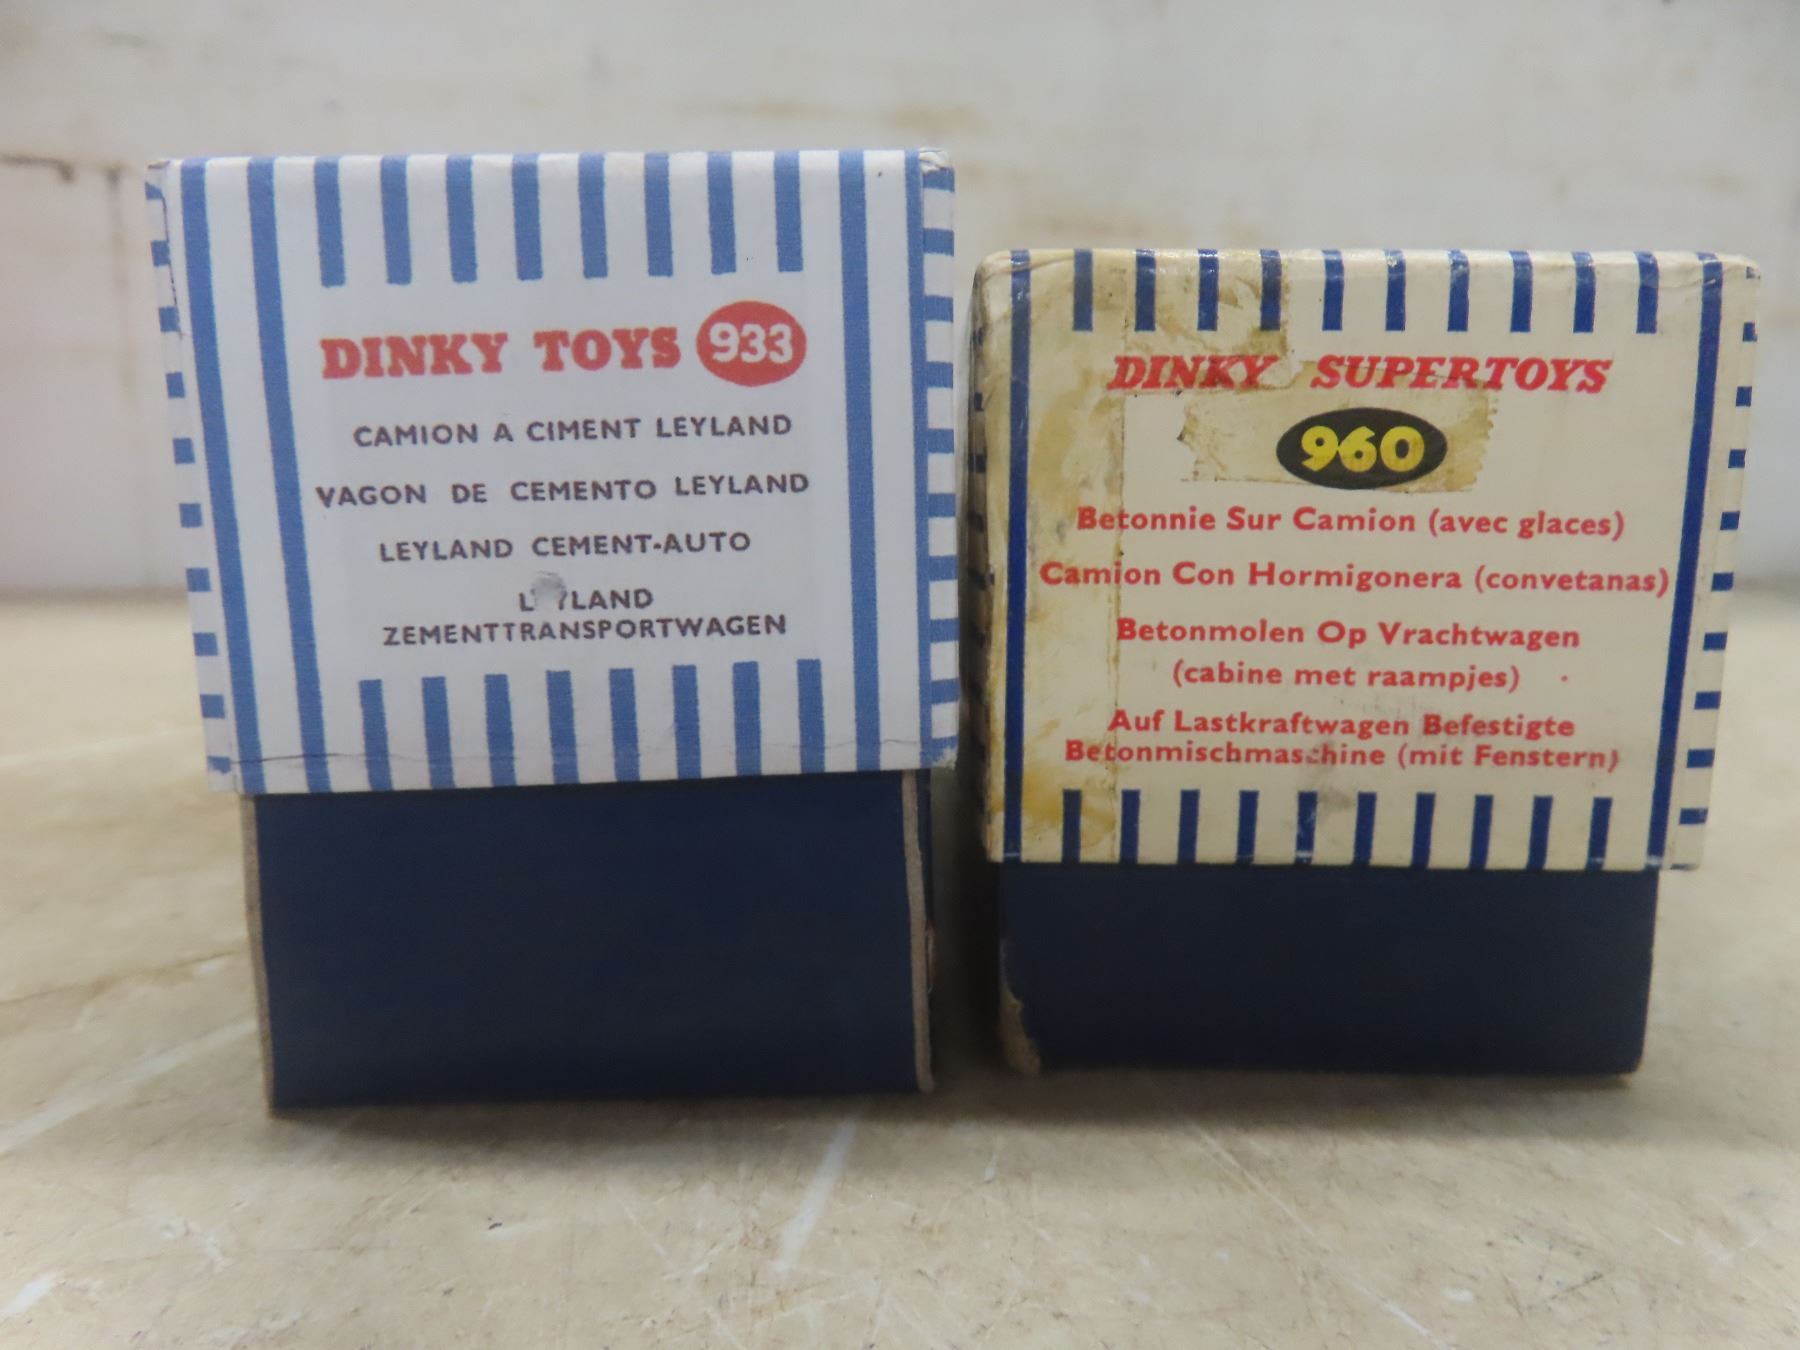 DINKY TOYS 933
CAMION A CIMENT LEYLAND
VAGON DE CEMENTO LEYLAND
LEYLAND CEMENT-AUTO
ZEMENTTRANSPORTWAGEN
DINKY SUPERTOYS
960
Betonnie Sur Camion (avec glaces)
Camion Con Hormigonera (convetanas)
Betonmolen Op Vrachtwagen
(cabine met raampjes)
Auf Lastkraftwagen Befestigte
Betonmischmaschine (mit Fenstern)